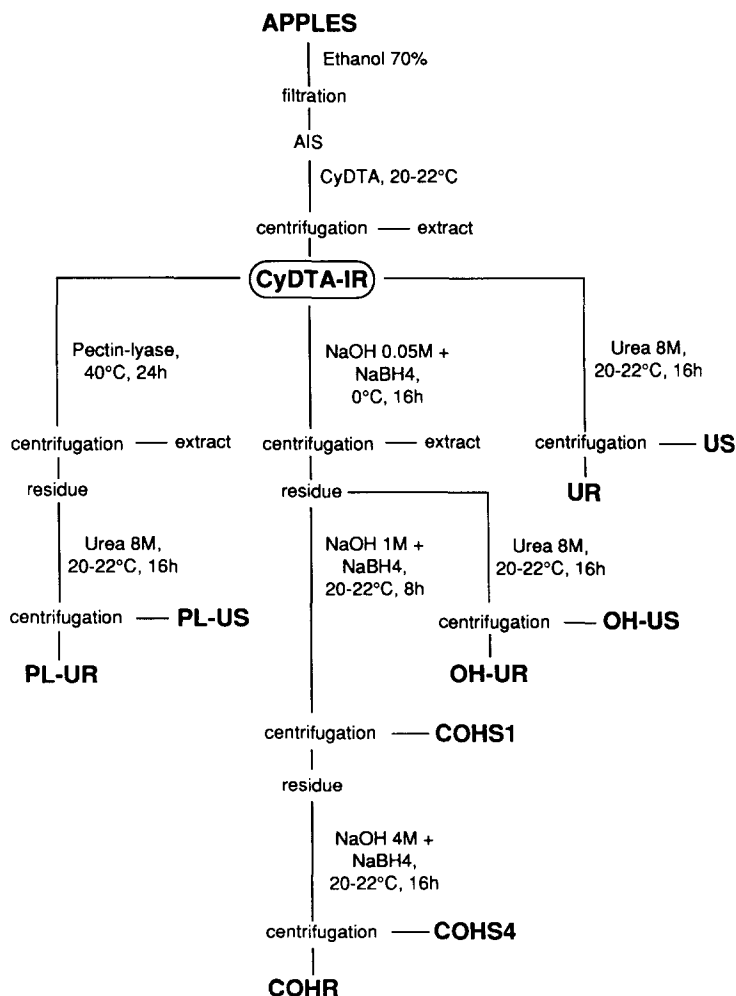 APPLES
Ethanol 70%
filtration
AIS
CyDTA, 20-22°C
centrifugation
extract
CyDTA-IR
Pectin-lyase,
40°C, 24h
NaOH 0.05M +
NaBH4,
0°C, 16h
Urea 8M,
20-22°C, 16h
centrifugation
extract
centrifugation
extract
centrifugation
US
residue
residue
UR
Urea 8M,
20-22°C, 16h
NaOH 1M +
NaBH4,
20-22°C, 8h
Urea 8M,
20-22°C, 16h
centrifugation
PL-US
centrifugation
OH-US
PL-UR
OH-UR
centrifugation
COHS1
residue
NaOH 4M +
NaBH4,
20-22°C, 16h
centrifugation
COHS4
COHR